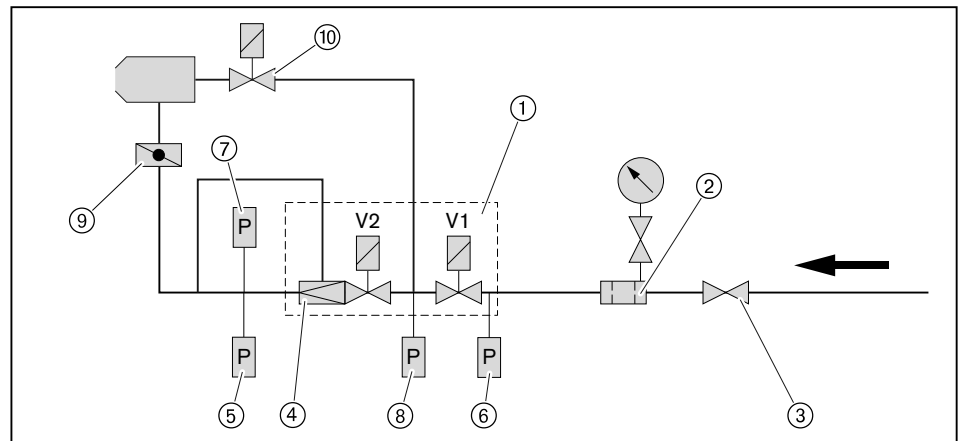 ⑩
①
⑦
②
V2 V1
P
⑨
P P P
⑤ ④ ⑧ ⑥ ③